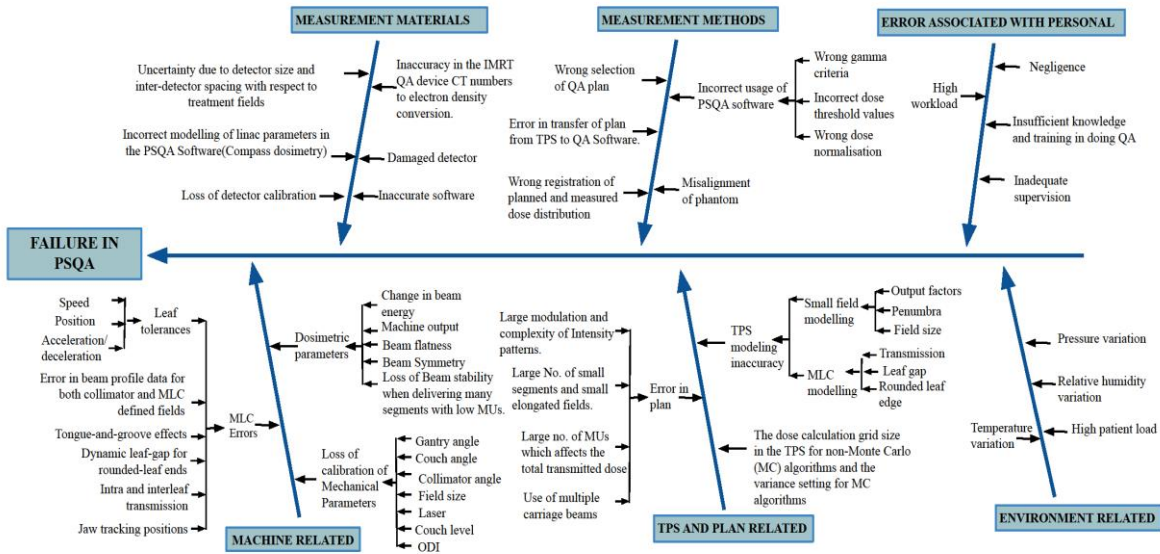 MEASUREMENT MATERIALS
Uncertainty due to detector size and
inter-detector spacing with respect to
treatment fields
Inaccuracy in the IMRT
QA device CT numbers
to electron density
conversion.
Incorrect modelling of linac parameters in
the PSQA Software(Compass dosimetry)
Damaged detector
Loss of detector calibration
Inaccurate software
MEASUREMENT METHODS
Wrong selection
of QA plan
Incorrect usage of
PSQA software
Wrong gamma
criteria
Incorrect dose
threshold values
Wrong dose
normalisation
Error in transfer of plan
from TPS to QA Software.
Wrong registration of
planned and measured
dose distribution
Misalignment
of phantom
ERROR ASSOCIATED WITH PERSONAL
Negligence
High
workload
Insufficient knowledge
and training in doing QA
Inadequate
supervision
FAILURE IN
PSQA
Speed
Position
Acceleration/
deceleration
Leaf
tolerances
Error in beam profile data for
both collimator and MLC
defined fields
Tongue-and-groove effects
Dynamic leaf-gap for
rounded-leaf ends
Intra and interleaf
transmission
Jaw tracking positions
MLC
Errors
Dosimetric
parameters
Change in beam
energy
Machine output
Beam flatness
Beam Symmetry
Loss of Beam stability
when delivering many
segments with low MUs.
Loss of
calibration of
Mechanical
Parameters
Gantry angle
Couch angle
Collimator angle
Field size
Laser
Couch level
ODI
MACHINE RELATED
Large modulation and
complexity of Intensity
patterns.
Large No. of small
segments and small
elongated fields.
Large no. of MUs
which affects the
total transmitted dose
Use of multiple
carriage beams
Error in
plan
TPS
modeling
inaccuracy
Small field
modelling
Output factors
Penumbra
Field size
MLC
modelling
Transmission
Leaf gap
Rounded leaf
edge
The dose calculation grid size
in the TPS for non-Monte Carlo
(MC) algorithms and the
variance setting for MC
algorithms
TPS AND PLAN RELATED
Pressure variation
Relative humidity
variation
Temperature
variation
High patient load
ENVIRONMENT RELATED